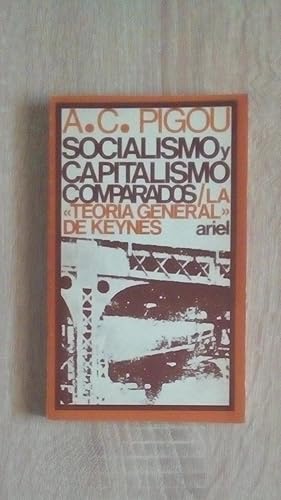 A.C. PIGOU
SOCIALISMO y
CAPITALISMO
COMPARADOS/LA
«TEORIA GENERAL»
DE KEYNES ariel